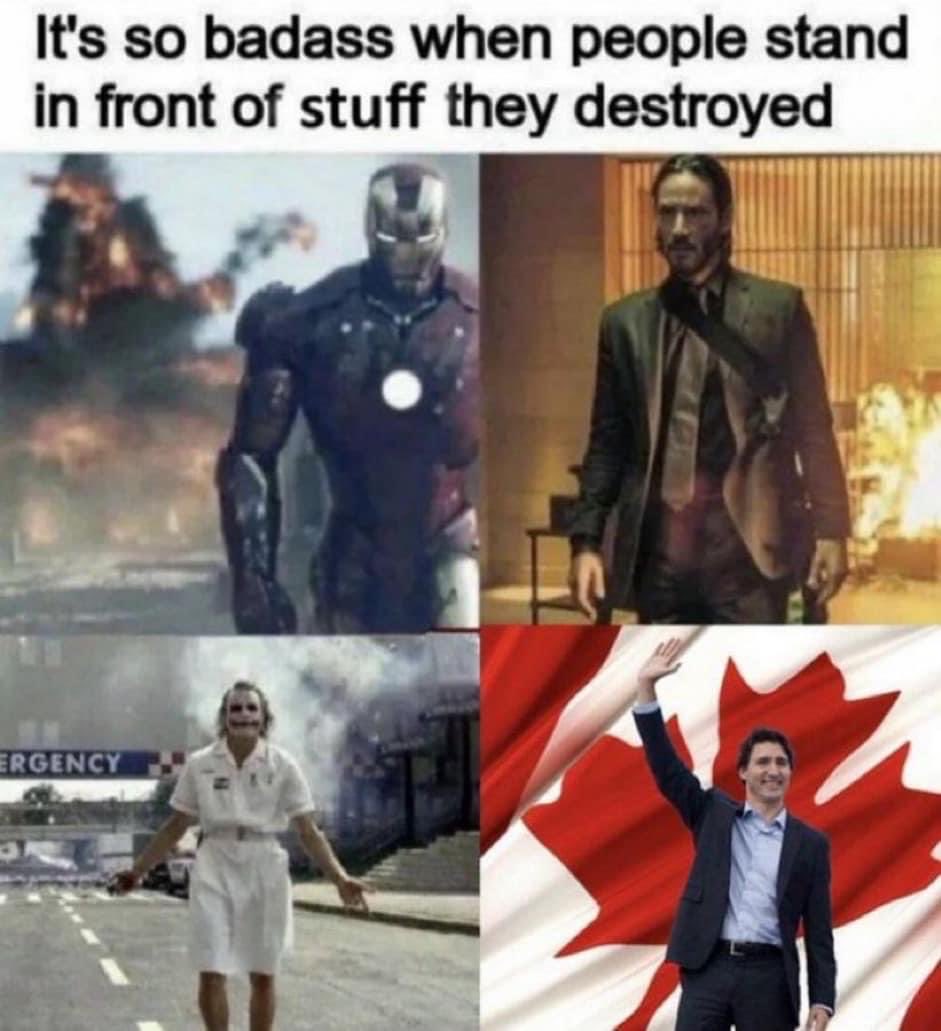 It's so badass when people stand
in front of stuff they destroyed
ERGENCY